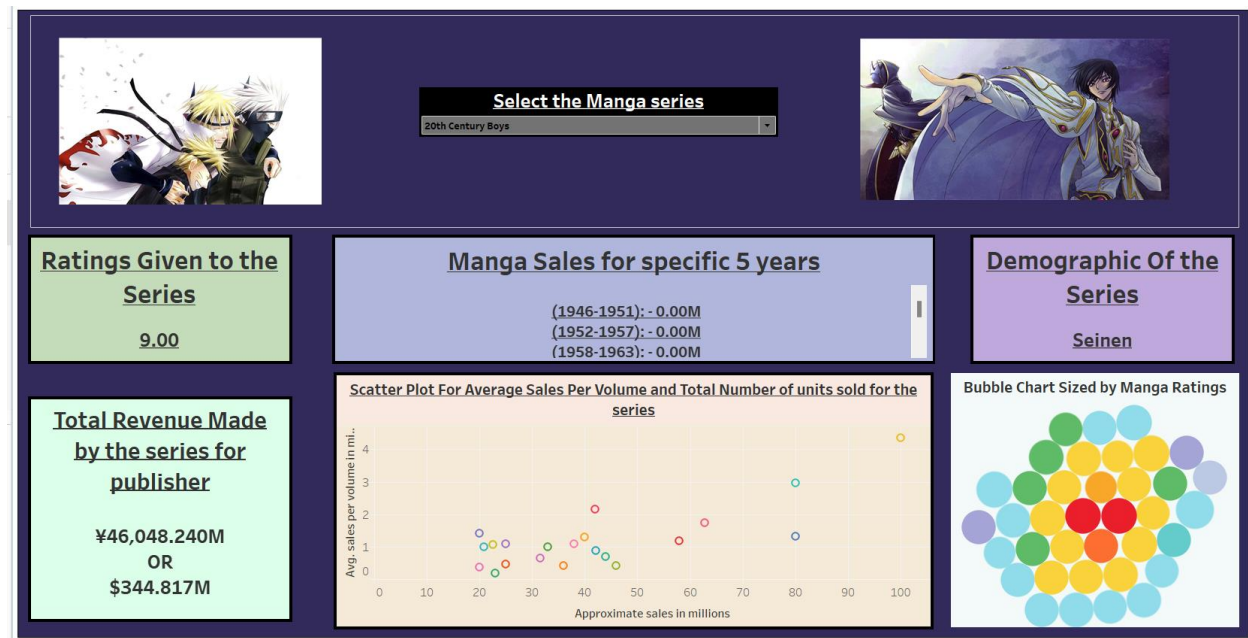 Select the Manga series
20th Century Boys
Ratings Given to the
Series
9.00
Manga Sales for specific 5 years
(1946-1951): - 0.00M
(1952-1957): - 0.00M
(1958-1963): - 0.00M
Demographic Of the
Series
Seinen
Total Revenue Made
by the series for
publisher
¥46,048.240M
OR
$344.817M
Scatter Plot For Average Sales Per Volume and Total Number of units sold for the
series
Avg. sales per volume in mi..
4
3
2
1
0
0 10 20 30 40 50 60 70 80 90 100
Approximate sales in millions
Bubble Chart Sized by Manga Ratings